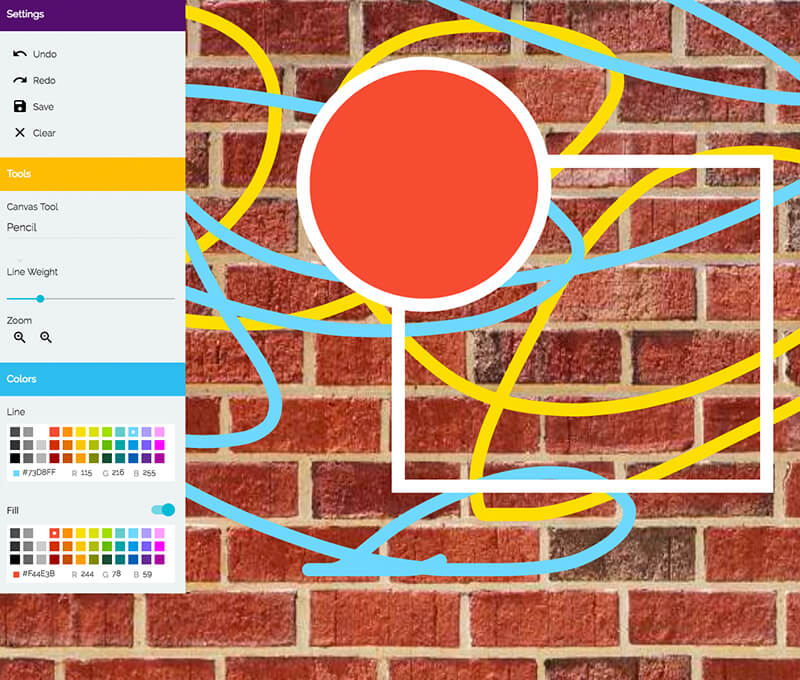 Settings
Undo
Redo
Save
Clear
Tools
Canvas Tool
Pencil
Line Weight
Zoom
Colors
Line
#73D8FF R 115 G 216 B 255
Fill
#F44E3B R 244 G 78 B 59